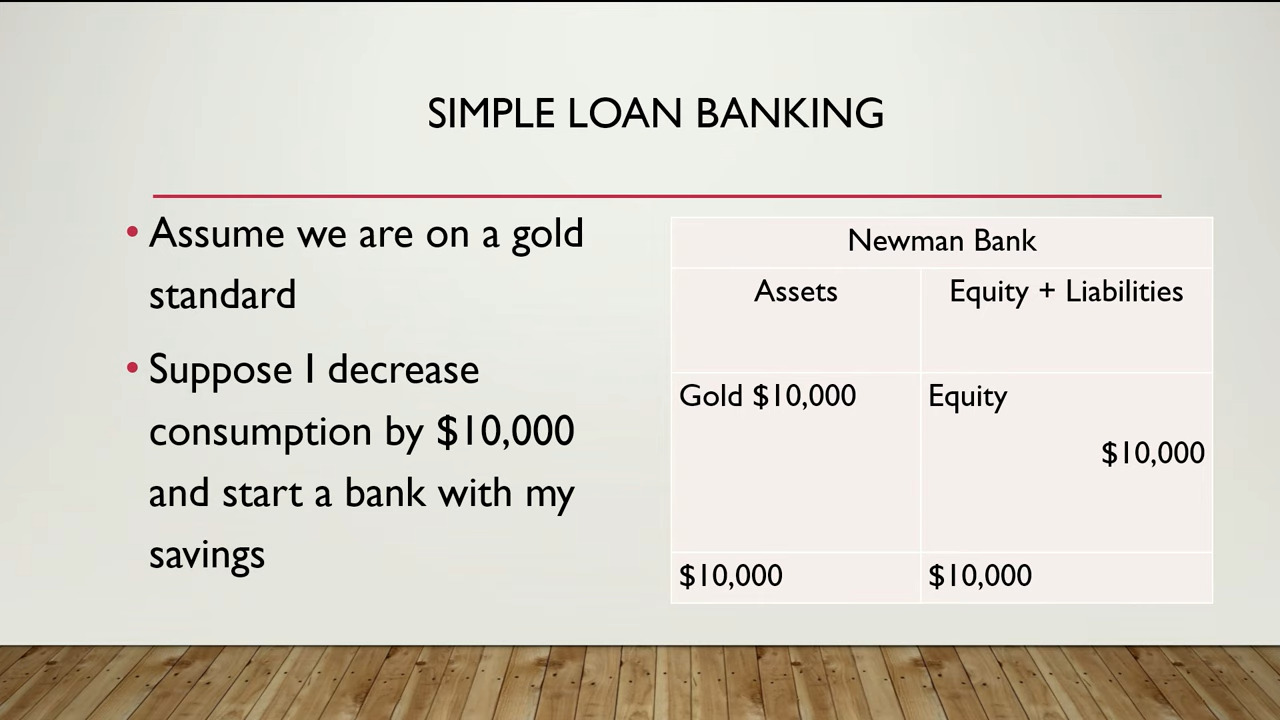 SIMPLE LOAN BANKING
• Assume we are on a gold
standard
• Suppose I decrease
consumption by $10,000
and start a bank with my
savings
Newman Bank
Assets Equity + Liabilities
Gold $10,000 Equity
$10,000
$10,000 $10,000